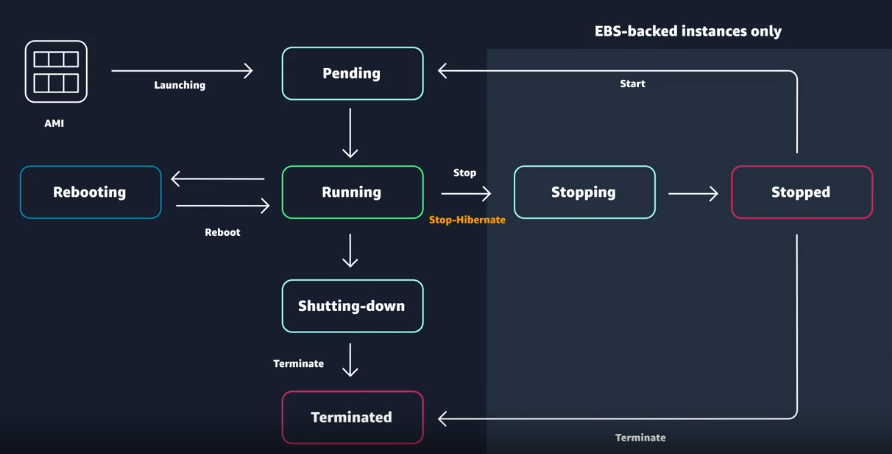 EBS-backed instances only
Pending
Launching
Start
AMI
Rebooting
Running
Stop
Stopping
Stopped
Stop-Hibernate
Reboot
Shutting-down
Terminate
Terminated
Terminate